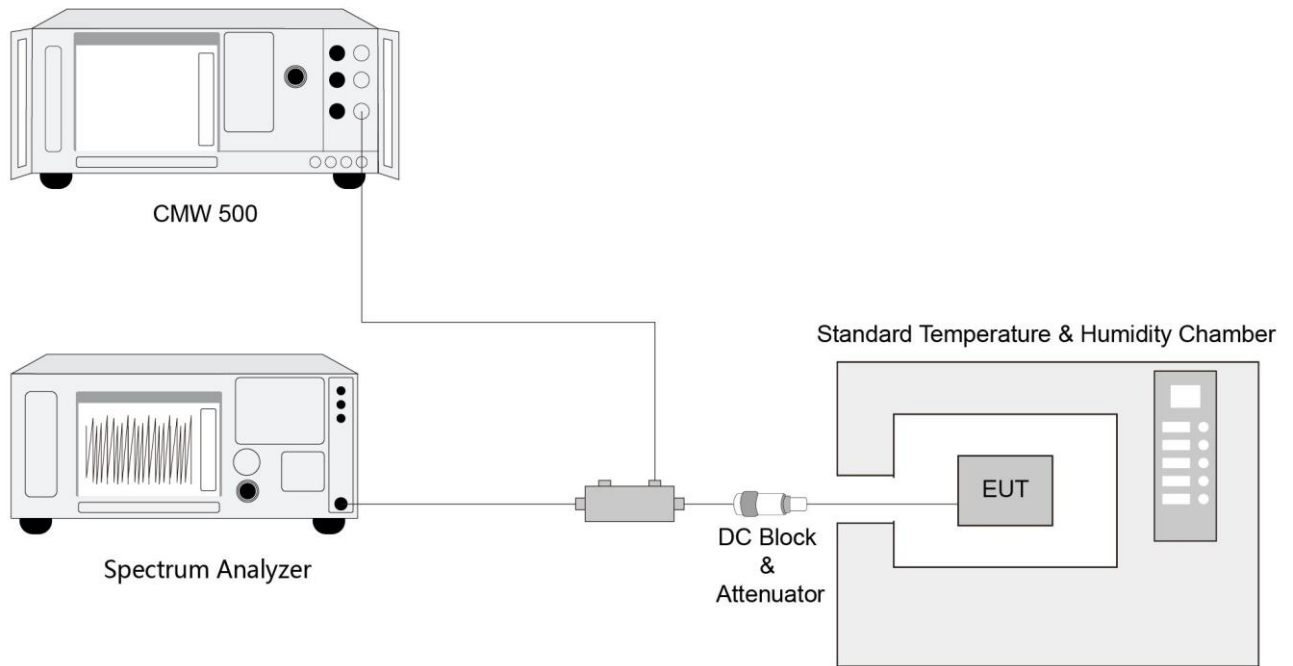 CMW 500
Standard Temperature & Humidity Chamber
EUT
DC Block
&
Attenuator
Spectrum Analyzer